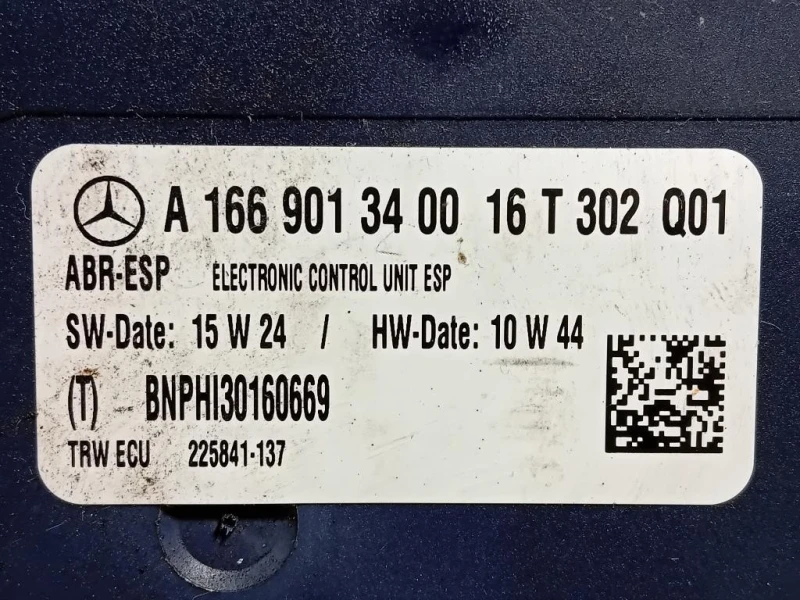 A 166 901 34 00 16 T 302 Q01
ABR-ESP ELECTRONIC CONTROL UNIT ESP
SW-Date: 15 W 24 / HW-Date: 10 W 44
(T) BNPHI30160669
TRW ECU 225841-137